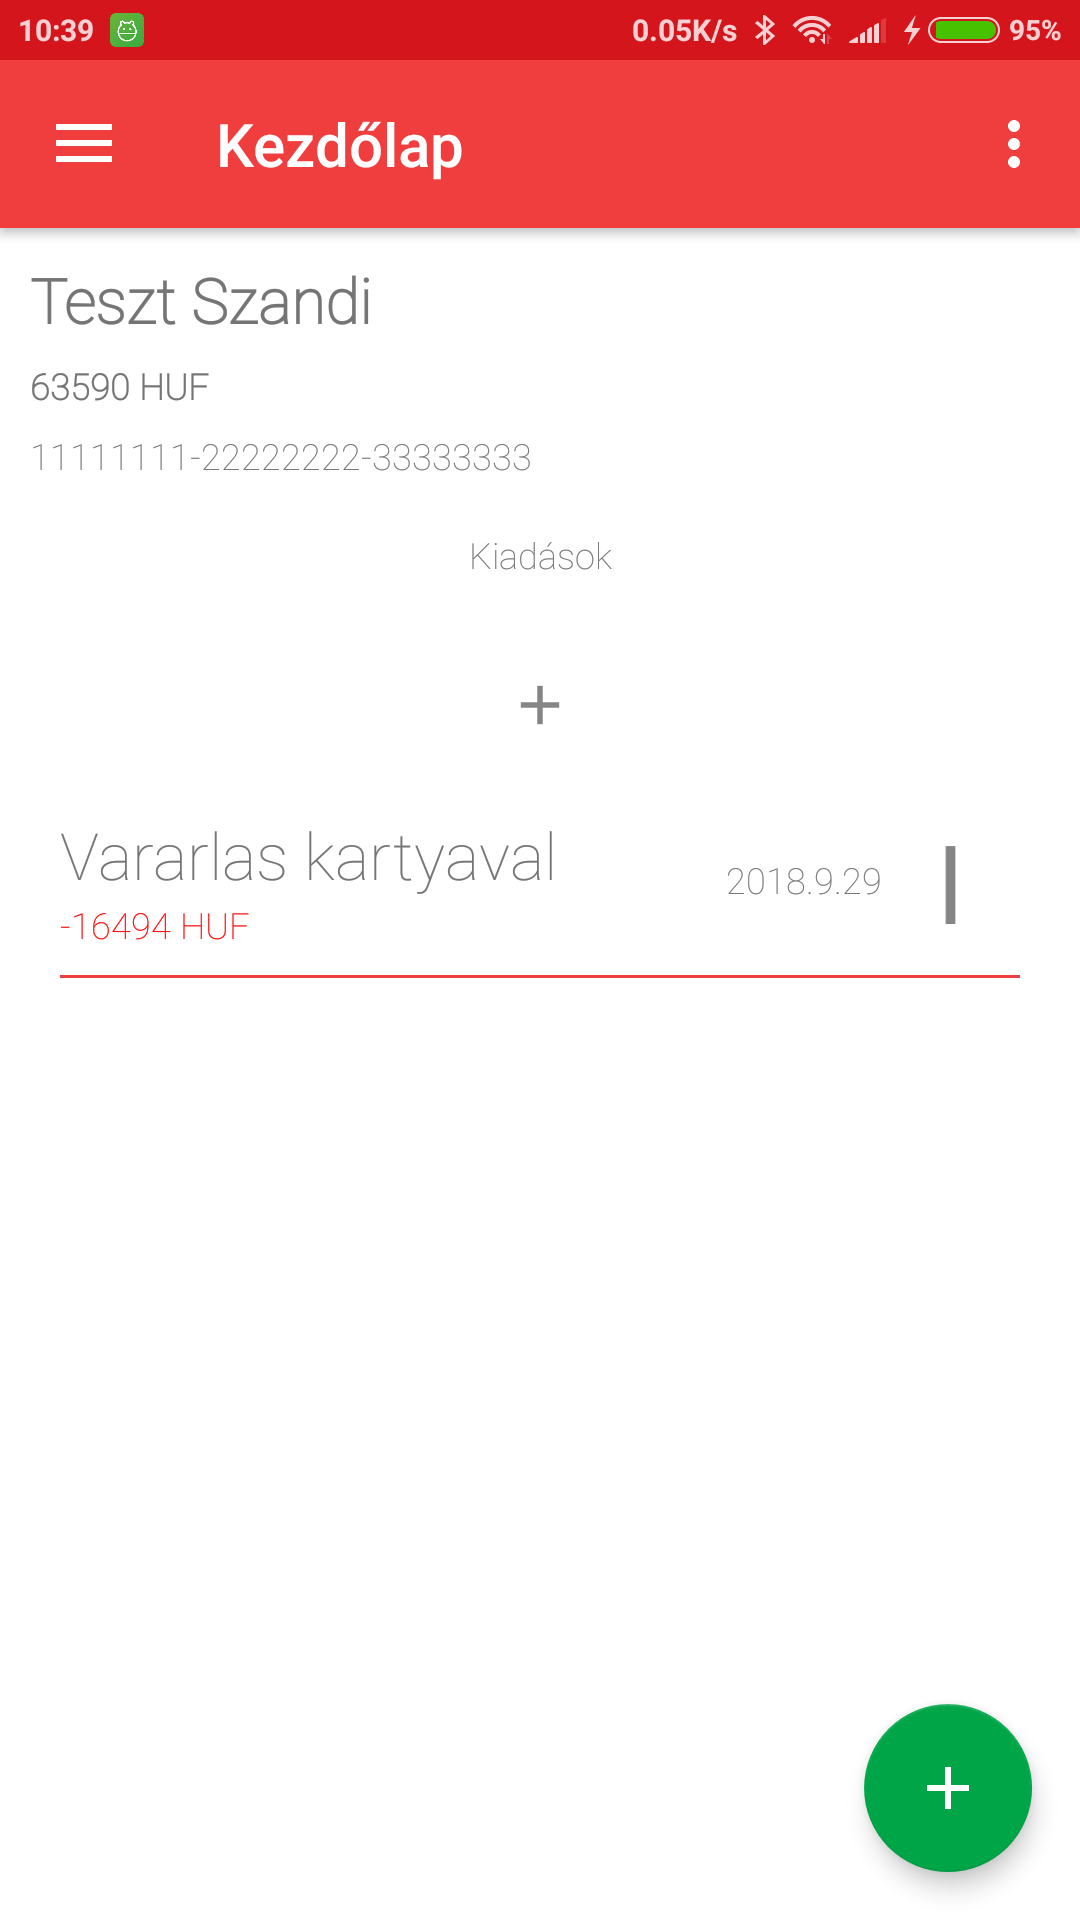 10:39 0.05K/s 95%
Kezdőlap
Teszt Szandi
63590 HUF
11111111-22222222-33333333
Kiadások
Vararlas kartyaval
2018.9.29
-16494 HUF